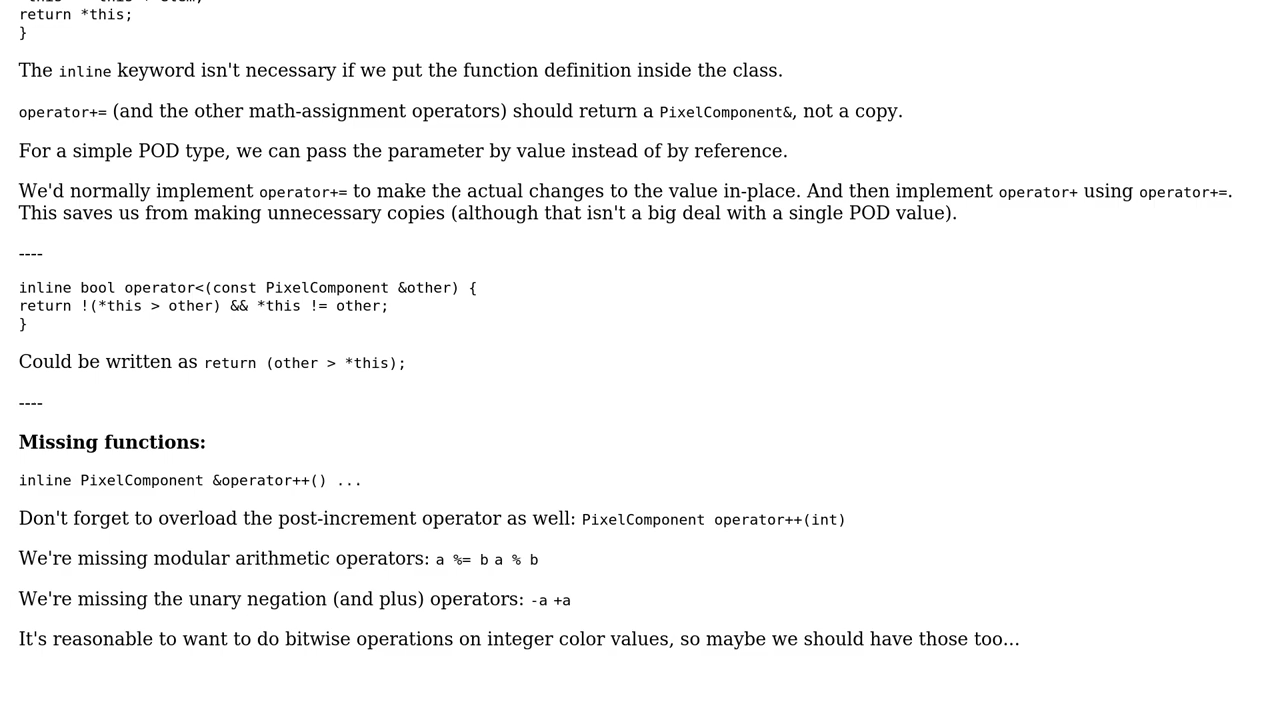 return *this;
}
The inline keyword isn't necessary if we put the function definition inside the class.
operator+= (and the other math-assignment operators) should return a PixelComponent&, not a copy.
For a simple POD type, we can pass the parameter by value instead of by reference.
We'd normally implement operator+= to make the actual changes to the value in-place. And then implement operator+ using operator+=.
This saves us from making unnecessary copies (although that isn't a big deal with a single POD value).
----
inline bool operator<(const PixelComponent &other) {
return !(*this > other) && *this != other;
}
Could be written as return (other > *this);
----
Missing functions:
inline PixelComponent &operator++() ...
Don't forget to overload the post-increment operator as well: PixelComponent operator++(int)
We're missing modular arithmetic operators: a %= b a % b
We're missing the unary negation (and plus) operators: -a +a
It's reasonable to want to do bitwise operations on integer color values, so maybe we should have those too...